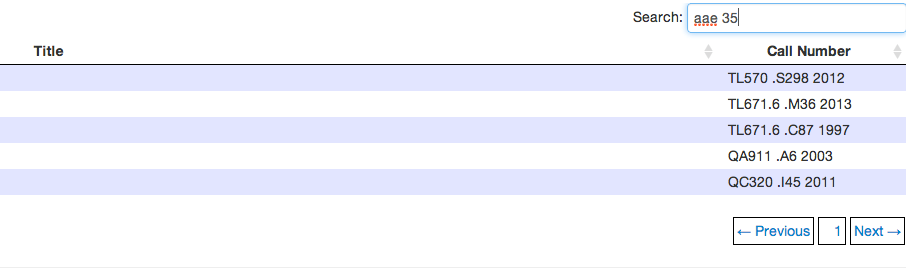 Search: aae 35
Title Call Number
TL570 .S298 2012
TL671.6 .M36 2013
TL671.6 .C87 1997
QA911 .A6 2003
QC320 .I45 2011
← Previous 1 Next →